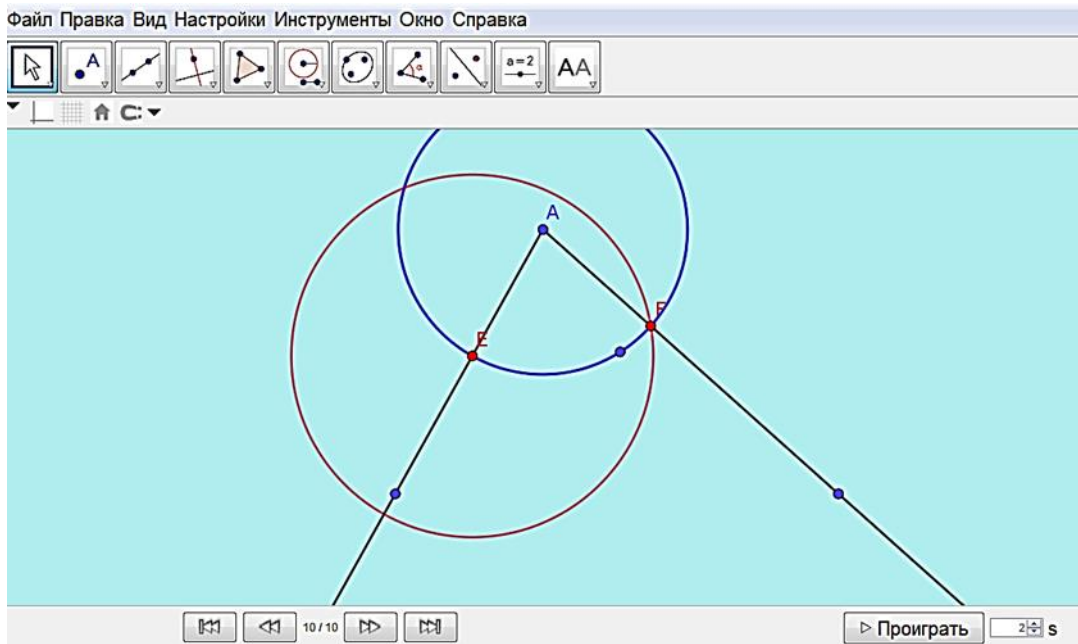 Файл Правка Вид Настройки Инструменты Окно Справка
A α a=2 AA
A
F
E
10 / 10 Проиграть 2 s